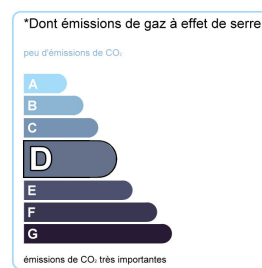 *Dont émissions de gaz à effet de serre
peu d'émissions de CO₂
A
B
C
D
E
F
G
émissions de CO₂ très importantes